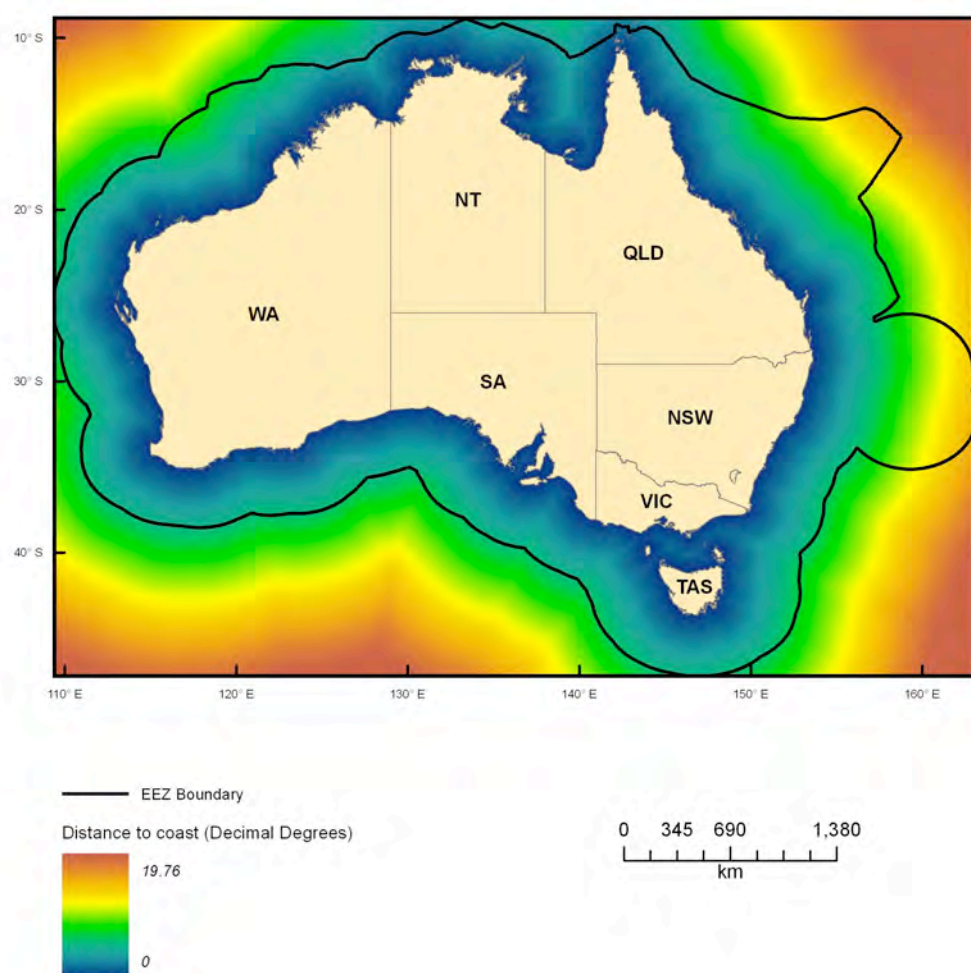 10° S
NT
20° S
QLD
WA
30° S
SA
NSW
VIC
40° S
TAS
110° E 120° E 130° E 140° E 150° E 160° E
EEZ Boundary
Distance to coast (Decimal Degrees)
19.76
0
0 345 690 1,380
km